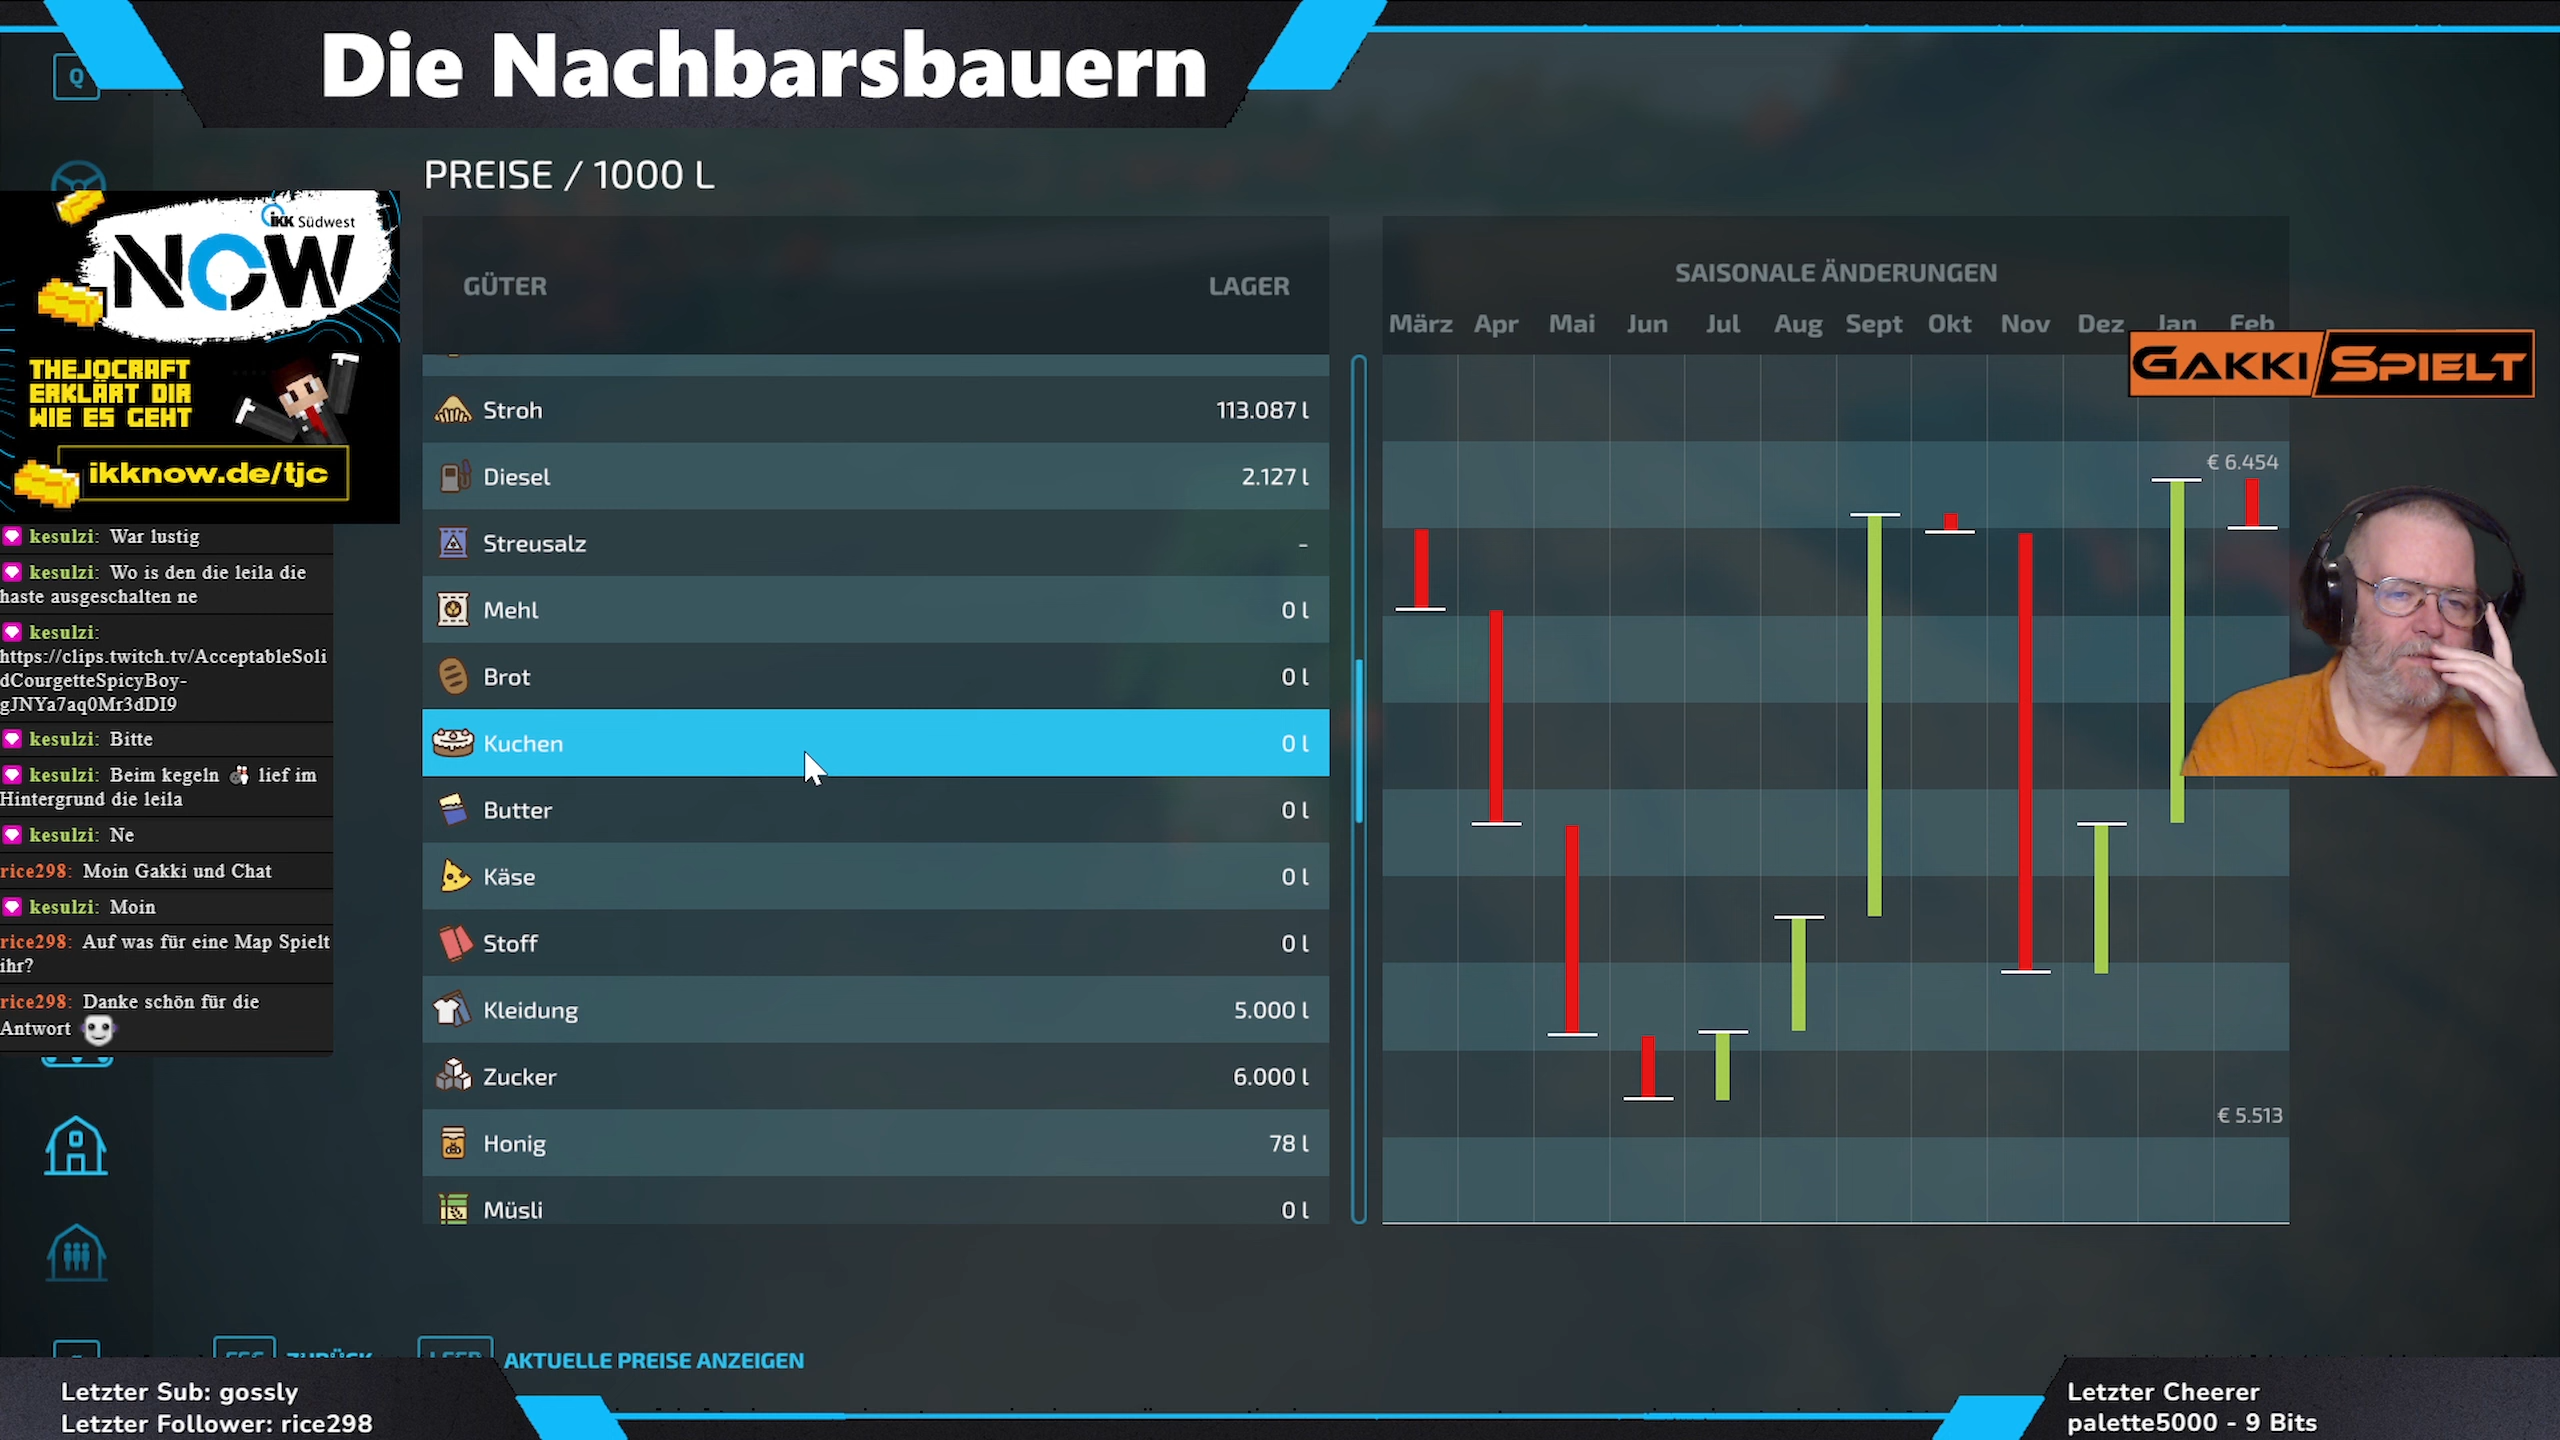 Die Nachbarsbauern
Q
PREISE / 1000 L
iKK Südwest
NOW
THEJOCRAFT
ERKLÄRT DIR
WIE ES GEHT
ikknow.de/tjc
GÜTER LAGER
Stroh 113.087 l
Diesel 2.127 l
Streusalz -
Mehl 0 l
Brot 0 l
Kuchen 0 l
Butter 0 l
Käse 0 l
Stoff 0 l
Kleidung 5.000 l
Zucker 6.000 l
Honig 78 l
Müsli 0 l
SAISONALE ÄNDERUNGEN
März Apr Mai Jun Jul Aug Sept Okt Nov Dez Jan Feb
GAKKI SPIELT
€ 6.454
€ 5.513
kesulzi: War lustig
kesulzi: Wo is den die leila die
haste ausgeschalten ne
kesulzi:
https://clips.twitch.tv/AcceptableSoli
dCourgetteSpicyBoy-
gJNYa7aq0Mr3dDI9
kesulzi: Bitte
kesulzi: Beim kegeln lief im
Hintergrund die leila
kesulzi: Ne
rice298: Moin Gakki und Chat
kesulzi: Moin
rice298: Auf was für eine Map Spielt
ihr?
rice298: Danke schön für die
Antwort
ESC ZURÜCK LEER AKTUELLE PREISE ANZEIGEN
Letzter Sub: gossly
Letzter Follower: rice298
Letzter Cheerer
palette5000 - 9 Bits